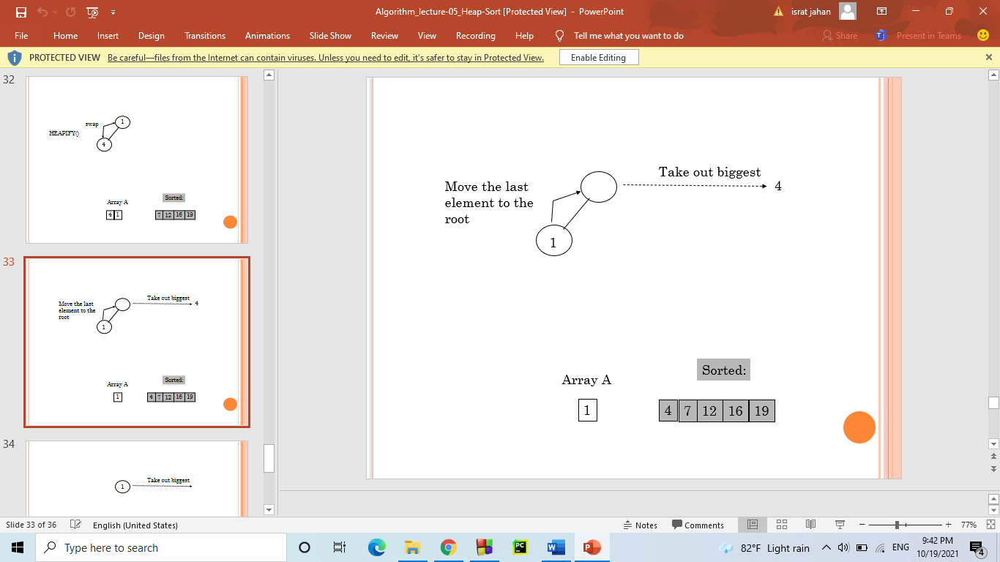 Algorithm_lecture-05_Heap-Sort [Protected View] - PowerPoint
israt jahan
File Home Insert Design Transitions Animations Slide Show Review View Recording Help Tell me what you want to do Share Present in Teams
PROTECTED VIEW Be careful—files from the Internet can contain viruses. Unless you need to edit, it's safer to stay in Protected View. Enable Editing
32
swap
1
HEAPIFY()
4
Array A
Sorted:
4 1
7 12 16 19
33
Take out biggest
4
Move the last
element to the
root
1
Array A
Sorted:
1
4 7 12 16 19
34
Take out biggest
1
Take out biggest
4
Move the last
element to the
root
1
Sorted:
Array A
1
4 7 12 16 19
Slide 33 of 36 English (United States) Notes Comments 77%
Type here to search
PC
W
P
82°F Light rain
ENG
9:42 PM
10/19/2021
4